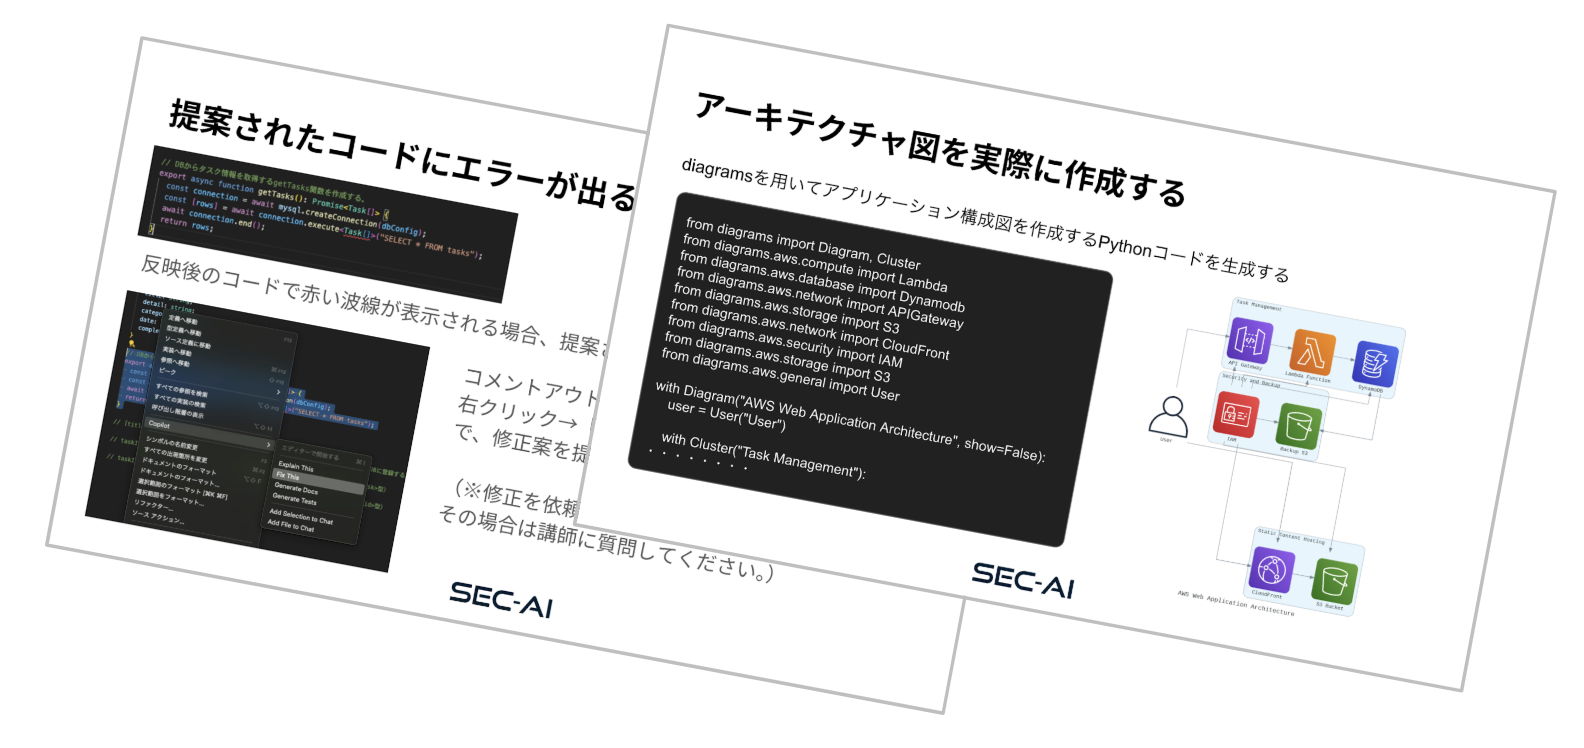 提案されたコードにエラーが出る
// DBからタスク情報を取得するgetTasks関数を作成する。
export async function getTasks(): Promise<Task[]> {
const connection = await mysql.createConnection(dbConfig);
const [rows] = await connection.execute<Task[]>("SELECT * FROM tasks");
await connection.end();
return rows;
}
反映後のコードで赤い波線が表示される場合、提案さ
detail: string;
date:
定義へ移動
型定義へ移動
ソース定義に移動
実装へ移動
参照へ移動
ピーク
すべての参照を検索
すべての実装の検索
呼び出し階層の表示
Copilot
シンボルの名前変更
すべての出現箇所を変更
ドキュメントのフォーマット
ドキュメントのフォーマット...
選択範囲のフォーマット [⌘K ⌘F]
選択範囲をフォーマット...
リファクター...
ソース アクション...
エディターで開始する
Explain This
Fix This
Generate Docs
Generate Tests
Add Selection to Chat
Add File to Chat
コメントアウト
右クリック→
で、修正案を提
（※修正を依頼
その場合は講師に質問してください。）
SEC-AI
アーキテクチャ図を実際に作成する
diagramsを用いてアプリケーション構成図を作成するPythonコードを生成する
from diagrams import Diagram, Cluster
from diagrams.aws.compute import Lambda
from diagrams.aws.database import Dynamodb
from diagrams.aws.network import APIGateway
from diagrams.aws.storage import S3
from diagrams.aws.network import CloudFront
from diagrams.aws.security import IAM
from diagrams.aws.storage import S3
from diagrams.aws.general import User
with Diagram("AWS Web Application Architecture", show=False):
user = User("User")
with Cluster("Task Management"):
・・・・・・・・
Task Management
API Gateway
Lambda Function
DynamoDB
Security and Backup
IAM
Backup S3
User
Static Content Hosting
CloudFront
S3 Bucket
AWS Web Application Architecture
SEC-AI